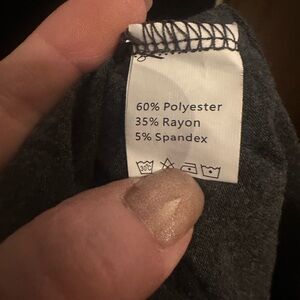 60% Polyester
35% Rayon
5% Spandex